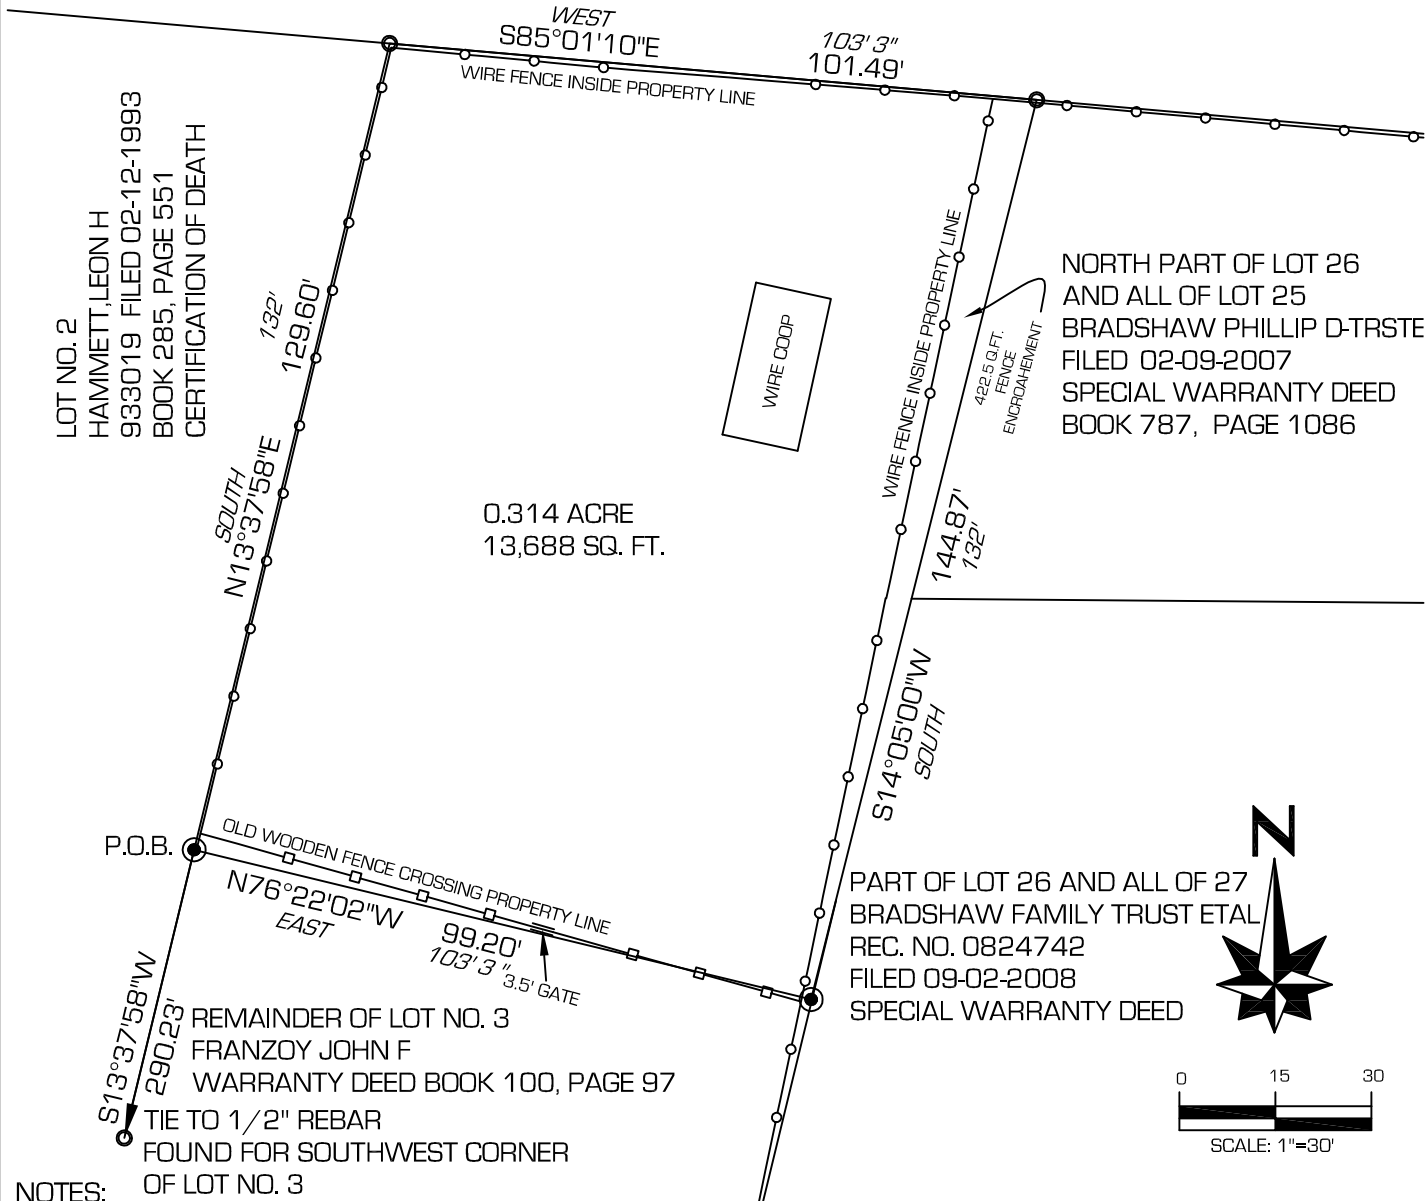 WEST
S85°01'10"E
103' 3"
101.49'
WIRE FENCE INSIDE PROPERTY LINE
LOT NO. 2
HAMMETT,LEON H
933019 FILED 02-12-1993
BOOK 285, PAGE 551
CERTIFICATION OF DEATH
132'
129.60'
SOUTH
N13°37'58"E
WIRE COOP
WIRE FENCE INSIDE PROPERTY LINE
422.5 Q.FT.
FENCE
ENCROAHEMENT
NORTH PART OF LOT 26
AND ALL OF LOT 25
BRADSHAW PHILLIP D-TRSTE
FILED 02-09-2007
SPECIAL WARRANTY DEED
BOOK 787, PAGE 1086
0.314 ACRE
13,688 SQ. FT.
144.87'
132'
S14°05'00"W
SOUTH
P.O.B.
OLD WOODEN FENCE CROSSING PROPERTY LINE
N76°22'02"W
EAST
99.20'
103' 3 "
3.5' GATE
PART OF LOT 26 AND ALL OF 27
BRADSHAW FAMILY TRUST ETAL
REC. NO. 0824742
FILED 09-02-2008
SPECIAL WARRANTY DEED
N
S13°37'58"W
290.23'
REMAINDER OF LOT NO. 3
FRANZOY JOHN F
WARRANTY DEED BOOK 100, PAGE 97
TIE TO 1/2" REBAR
FOUND FOR SOUTHWEST CORNER
OF LOT NO. 3
0 15 30
SCALE: 1"=30'
NOTES: